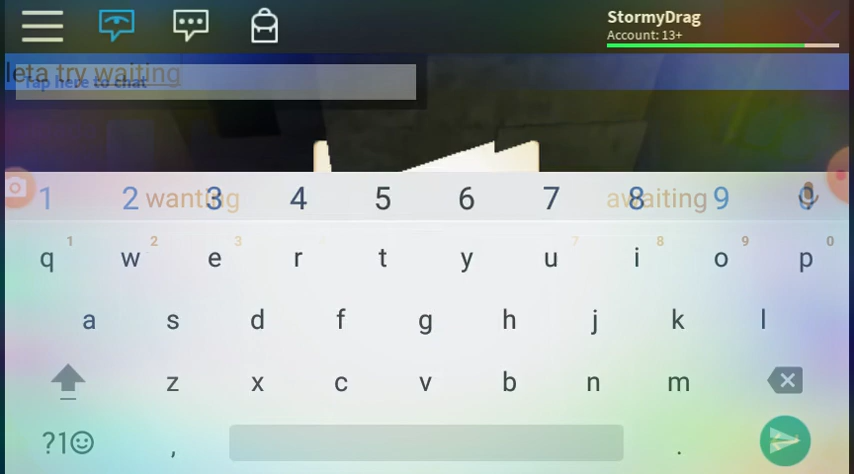 StormyDrag
Account: 13+
leta try waiting
Tap here to chat
1 2 3 4 5 6 7 8 9
wanting awaiting
1 2 3 7 8 9 0
q w e r t y u i o p
a s d f g h j k l
z x c v b n m
?1☺ , .